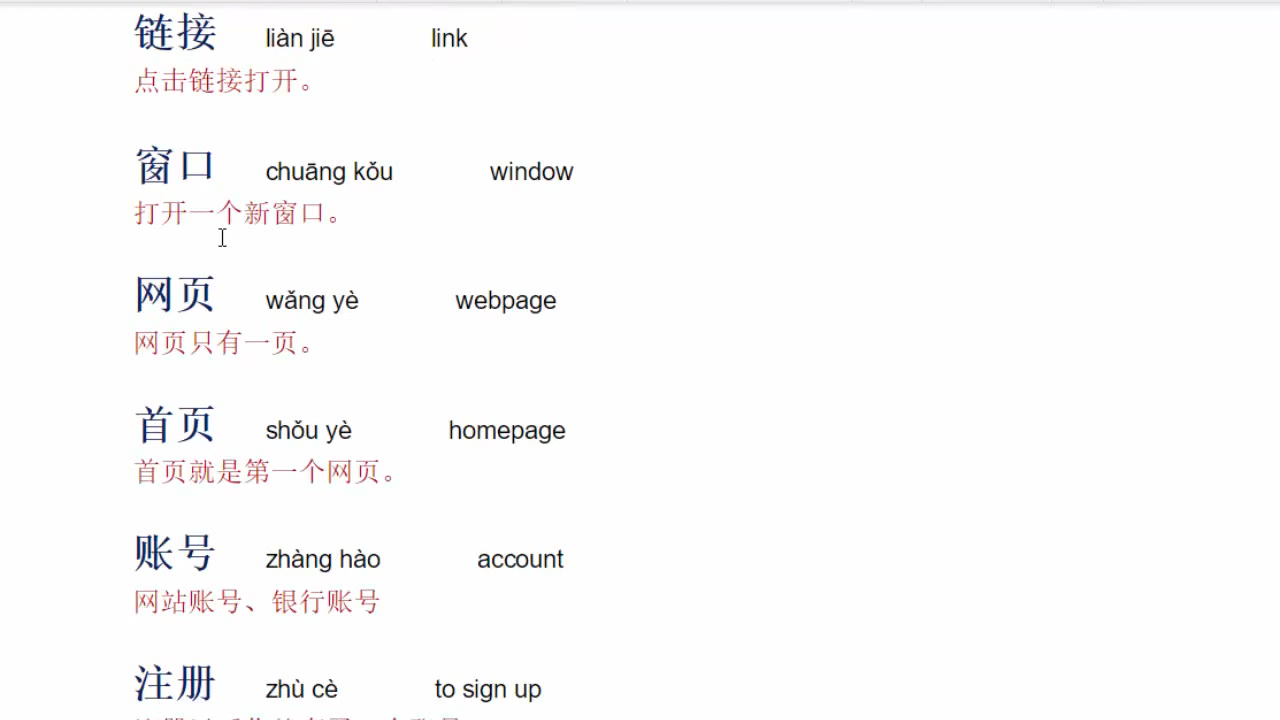 链接 liàn jiē link
点击链接打开。
窗口 chuāng kǒu window
打开一个新窗口。
网页 wǎng yè webpage
网页只有一页。
首页 shǒu yè homepage
首页就是第一个网页。
账号 zhàng hào account
网站账号、银行账号
注册 zhù cè to sign up